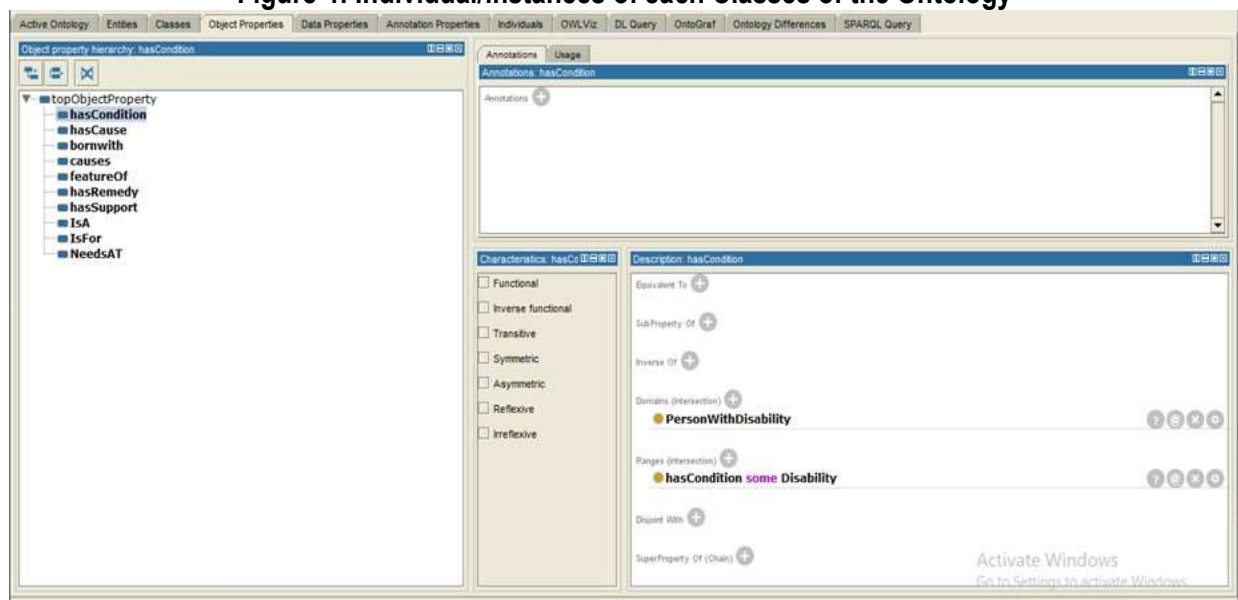 Figure 4: Individual/Instances of each Classes of the Ontology
Active Ontology Entities Classes Object Properties Data Properties Annotation Properties Individuals OWLViz DL Query OntoGraf Ontology Differences SPARQL Query
Object property hierarchy: hasCondition
topObjectProperty
hasCondition
hasCause
bornwith
causes
featureOf
hasRemedy
hasSupport
IsA
IsFor
NeedsAT
Annotations Usage
Annotations: hasCondition
Annotations
Characteristics: hasCo
Functional
Inverse functional
Transitive
Symmetric
Asymmetric
Reflexive
Irreflexive
Description: hasCondition
Equivalent To
SubProperty Of
Inverse Of
Domains (intersection)
PersonWithDisability
Ranges (intersection)
hasCondition some Disability
Disjoint With
SuperProperty Of (Chain)
Activate Windows
Go to Settings to activate Windows.